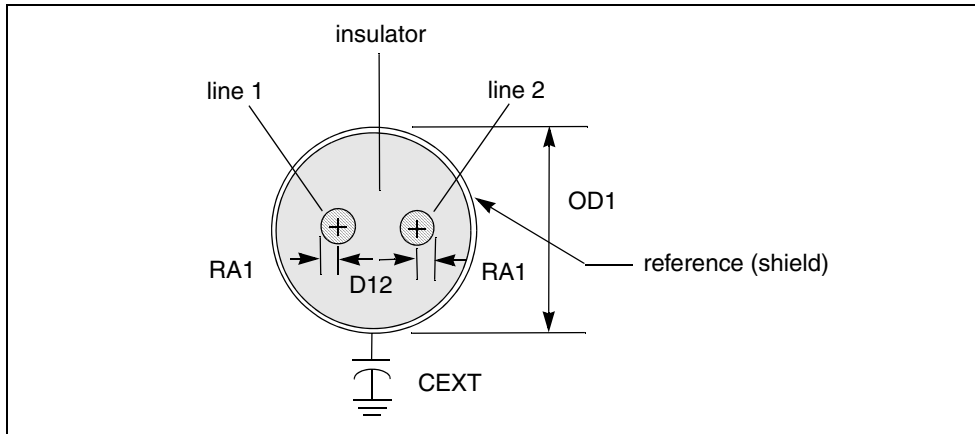 insulator
line 1
line 2
OD1
RA1
D12
RA1
reference (shield)
CEXT